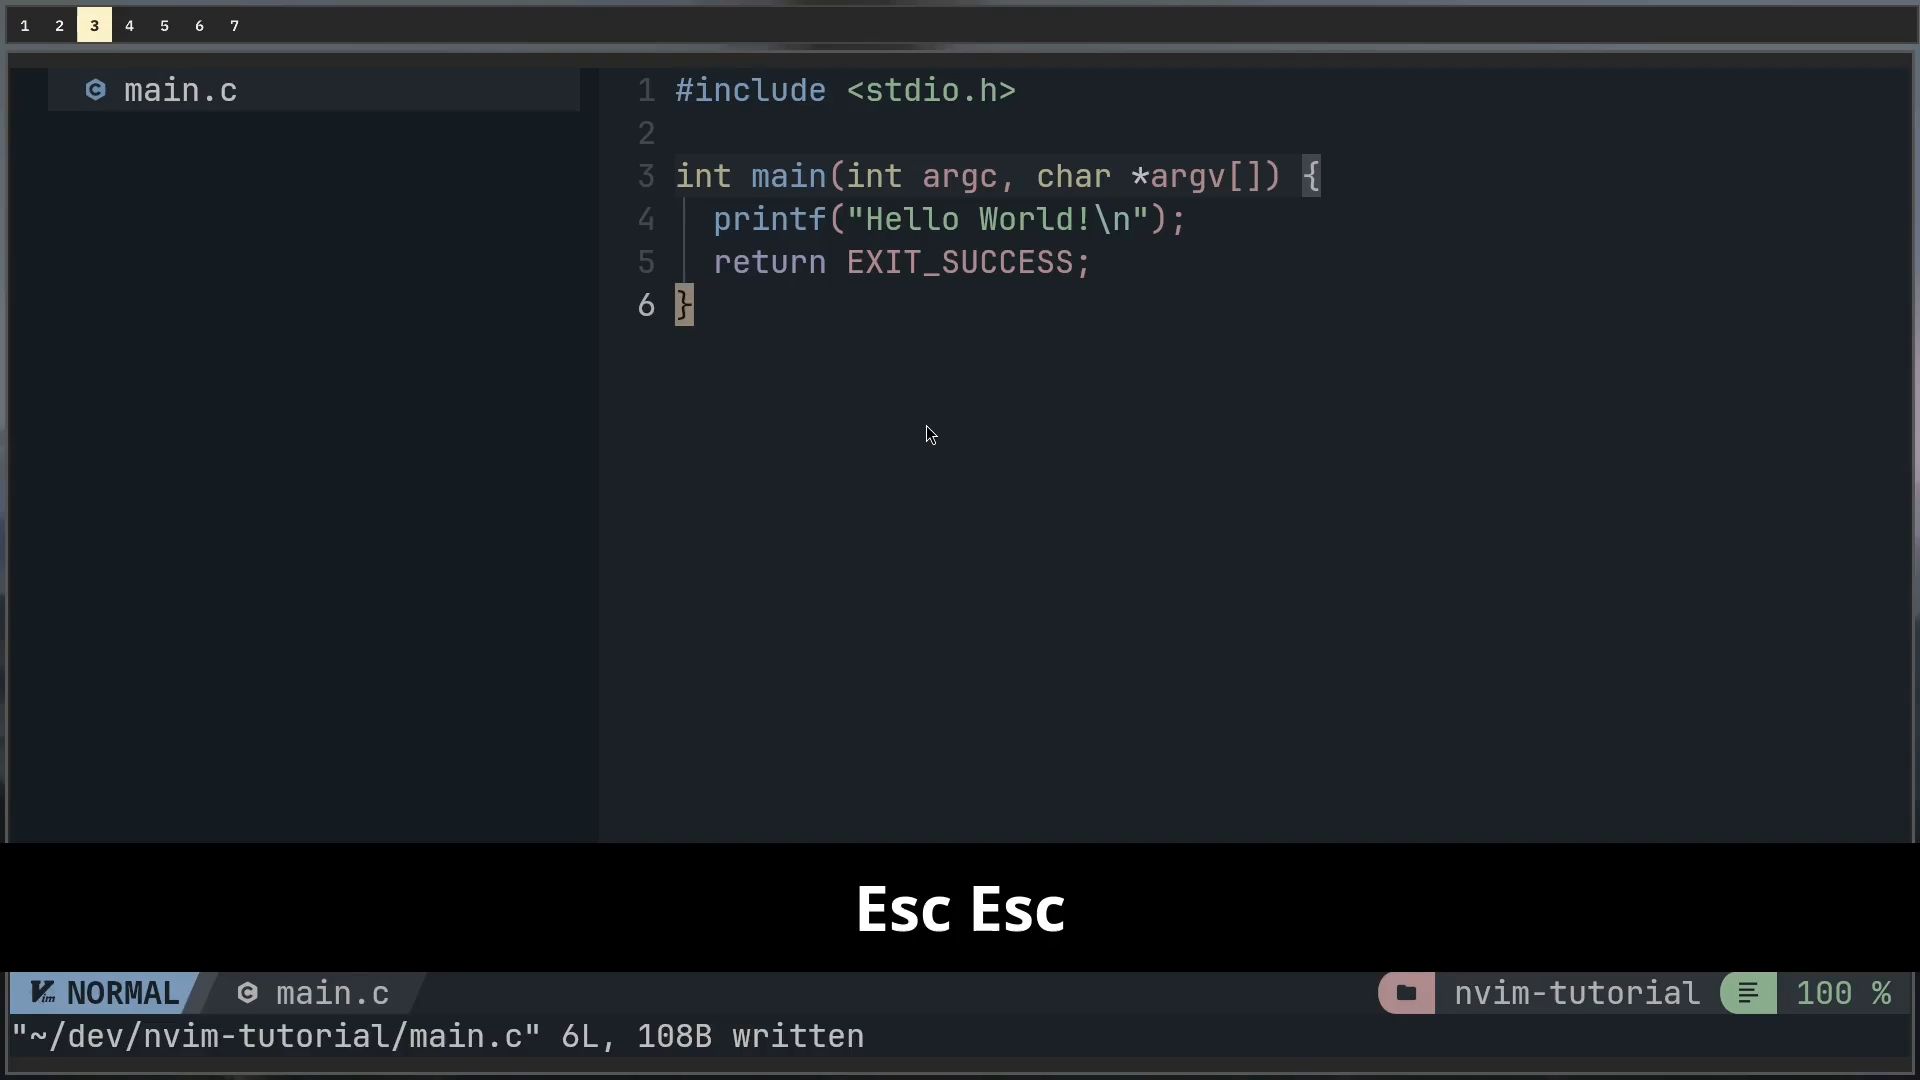 1 2 3 4 5 6 7
main.c
1 #include <stdio.h>
2
3 int main(int argc, char *argv[]) {
4   printf("Hello World!\n");
5   return EXIT_SUCCESS;
6 }
Esc Esc
NORMAL main.c nvim-tutorial 100 %
"~/dev/nvim-tutorial/main.c" 6L, 108B written